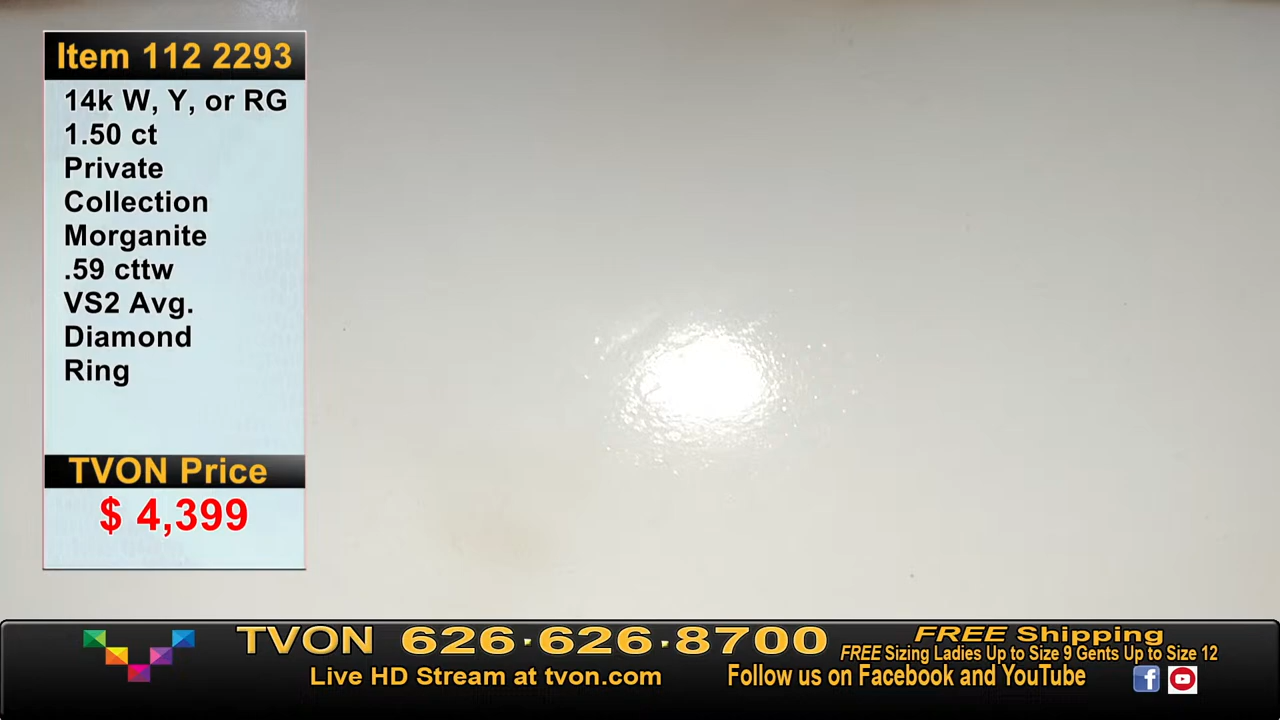 Item 112 2293
14k W, Y, or RG
1.50 ct
Private
Collection
Morganite
.59 cttw
VS2 Avg.
Diamond
Ring
TVON Price
$ 4,399
TVON 626·626·8700
Live HD Stream at tvon.com
FREE Shipping
FREE Sizing Ladies Up to Size 9 Gents Up to Size 12
Follow us on Facebook and YouTube